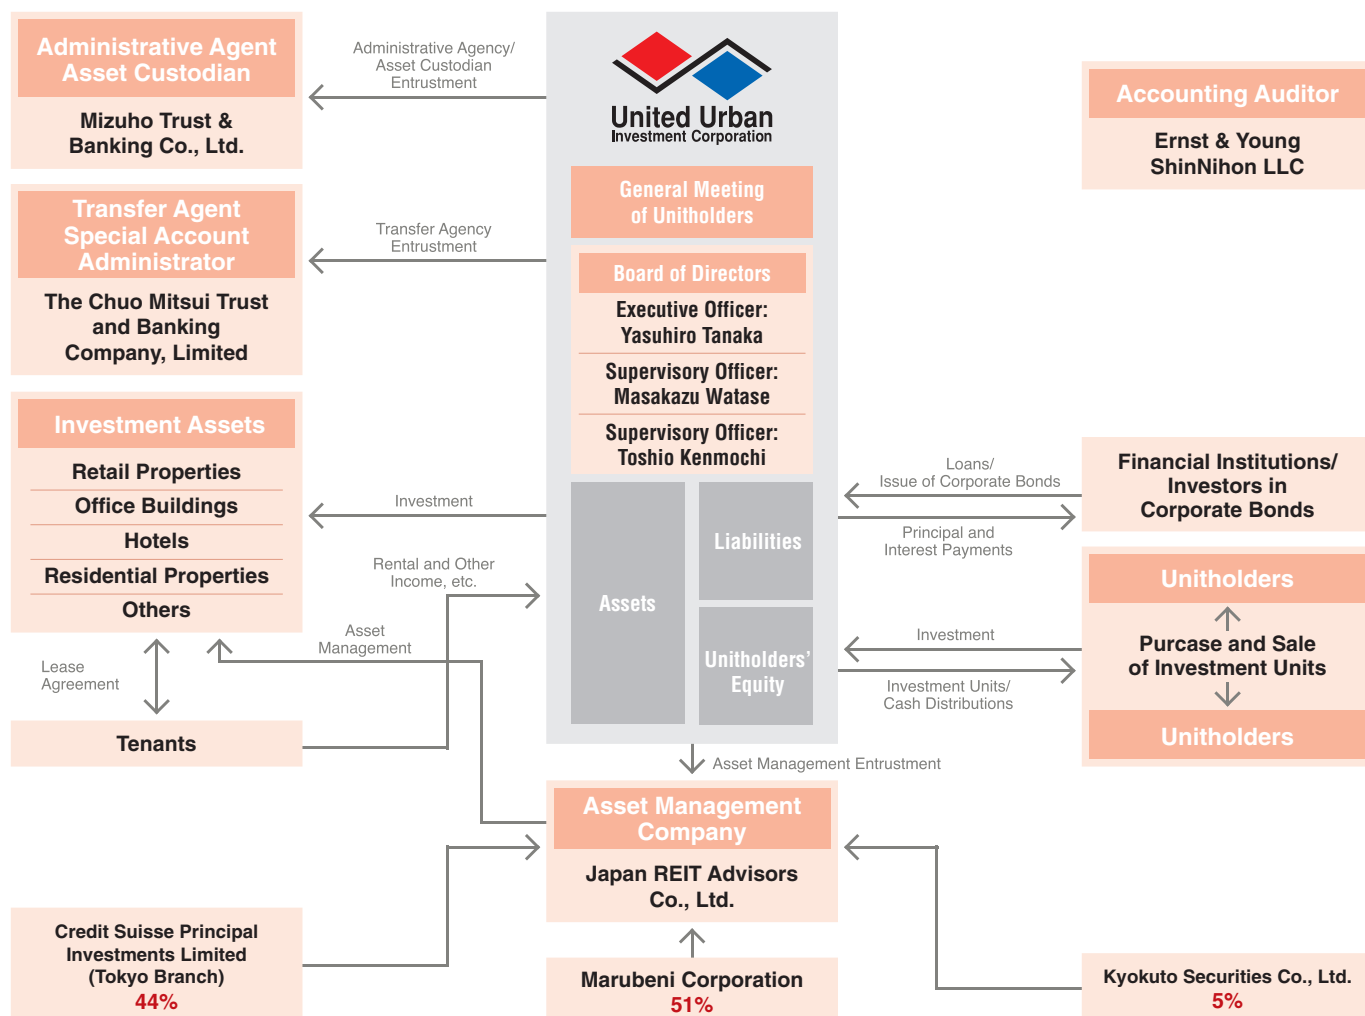 Administrative Agent
Asset Custodian
Mizuho Trust &
Banking Co., Ltd.
Administrative Agency/
Asset Custodian
Entrustment
United Urban
Investment Corporation
Accounting Auditor
Ernst & Young
ShinNihon LLC
Transfer Agent
Special Account
Administrator
The Chuo Mitsui Trust
and Banking
Company, Limited
Transfer Agency
Entrustment
General Meeting
of Unitholders
Board of Directors
Executive Officer:
Yasuhiro Tanaka
Supervisory Officer:
Masakazu Watase
Supervisory Officer:
Toshio Kenmochi
Investment Assets
Retail Properties
Office Buildings
Hotels
Residential Properties
Others
Investment
Rental and Other
Income, etc.
Asset
Management
Lease
Agreement
Tenants
Assets
Liabilities
Unitholders'
Equity
Loans/
Issue of Corporate Bonds
Principal and
Interest Payments
Financial Institutions/
Investors in
Corporate Bonds
Investment
Investment Units/
Cash Distributions
Unitholders
Purcase and Sale
of Investment Units
Unitholders
Asset Management Entrustment
Asset Management
Company
Japan REIT Advisors
Co., Ltd.
Credit Suisse Principal
Investments Limited
(Tokyo Branch)
44%
Marubeni Corporation
51%
Kyokuto Securities Co., Ltd.
5%